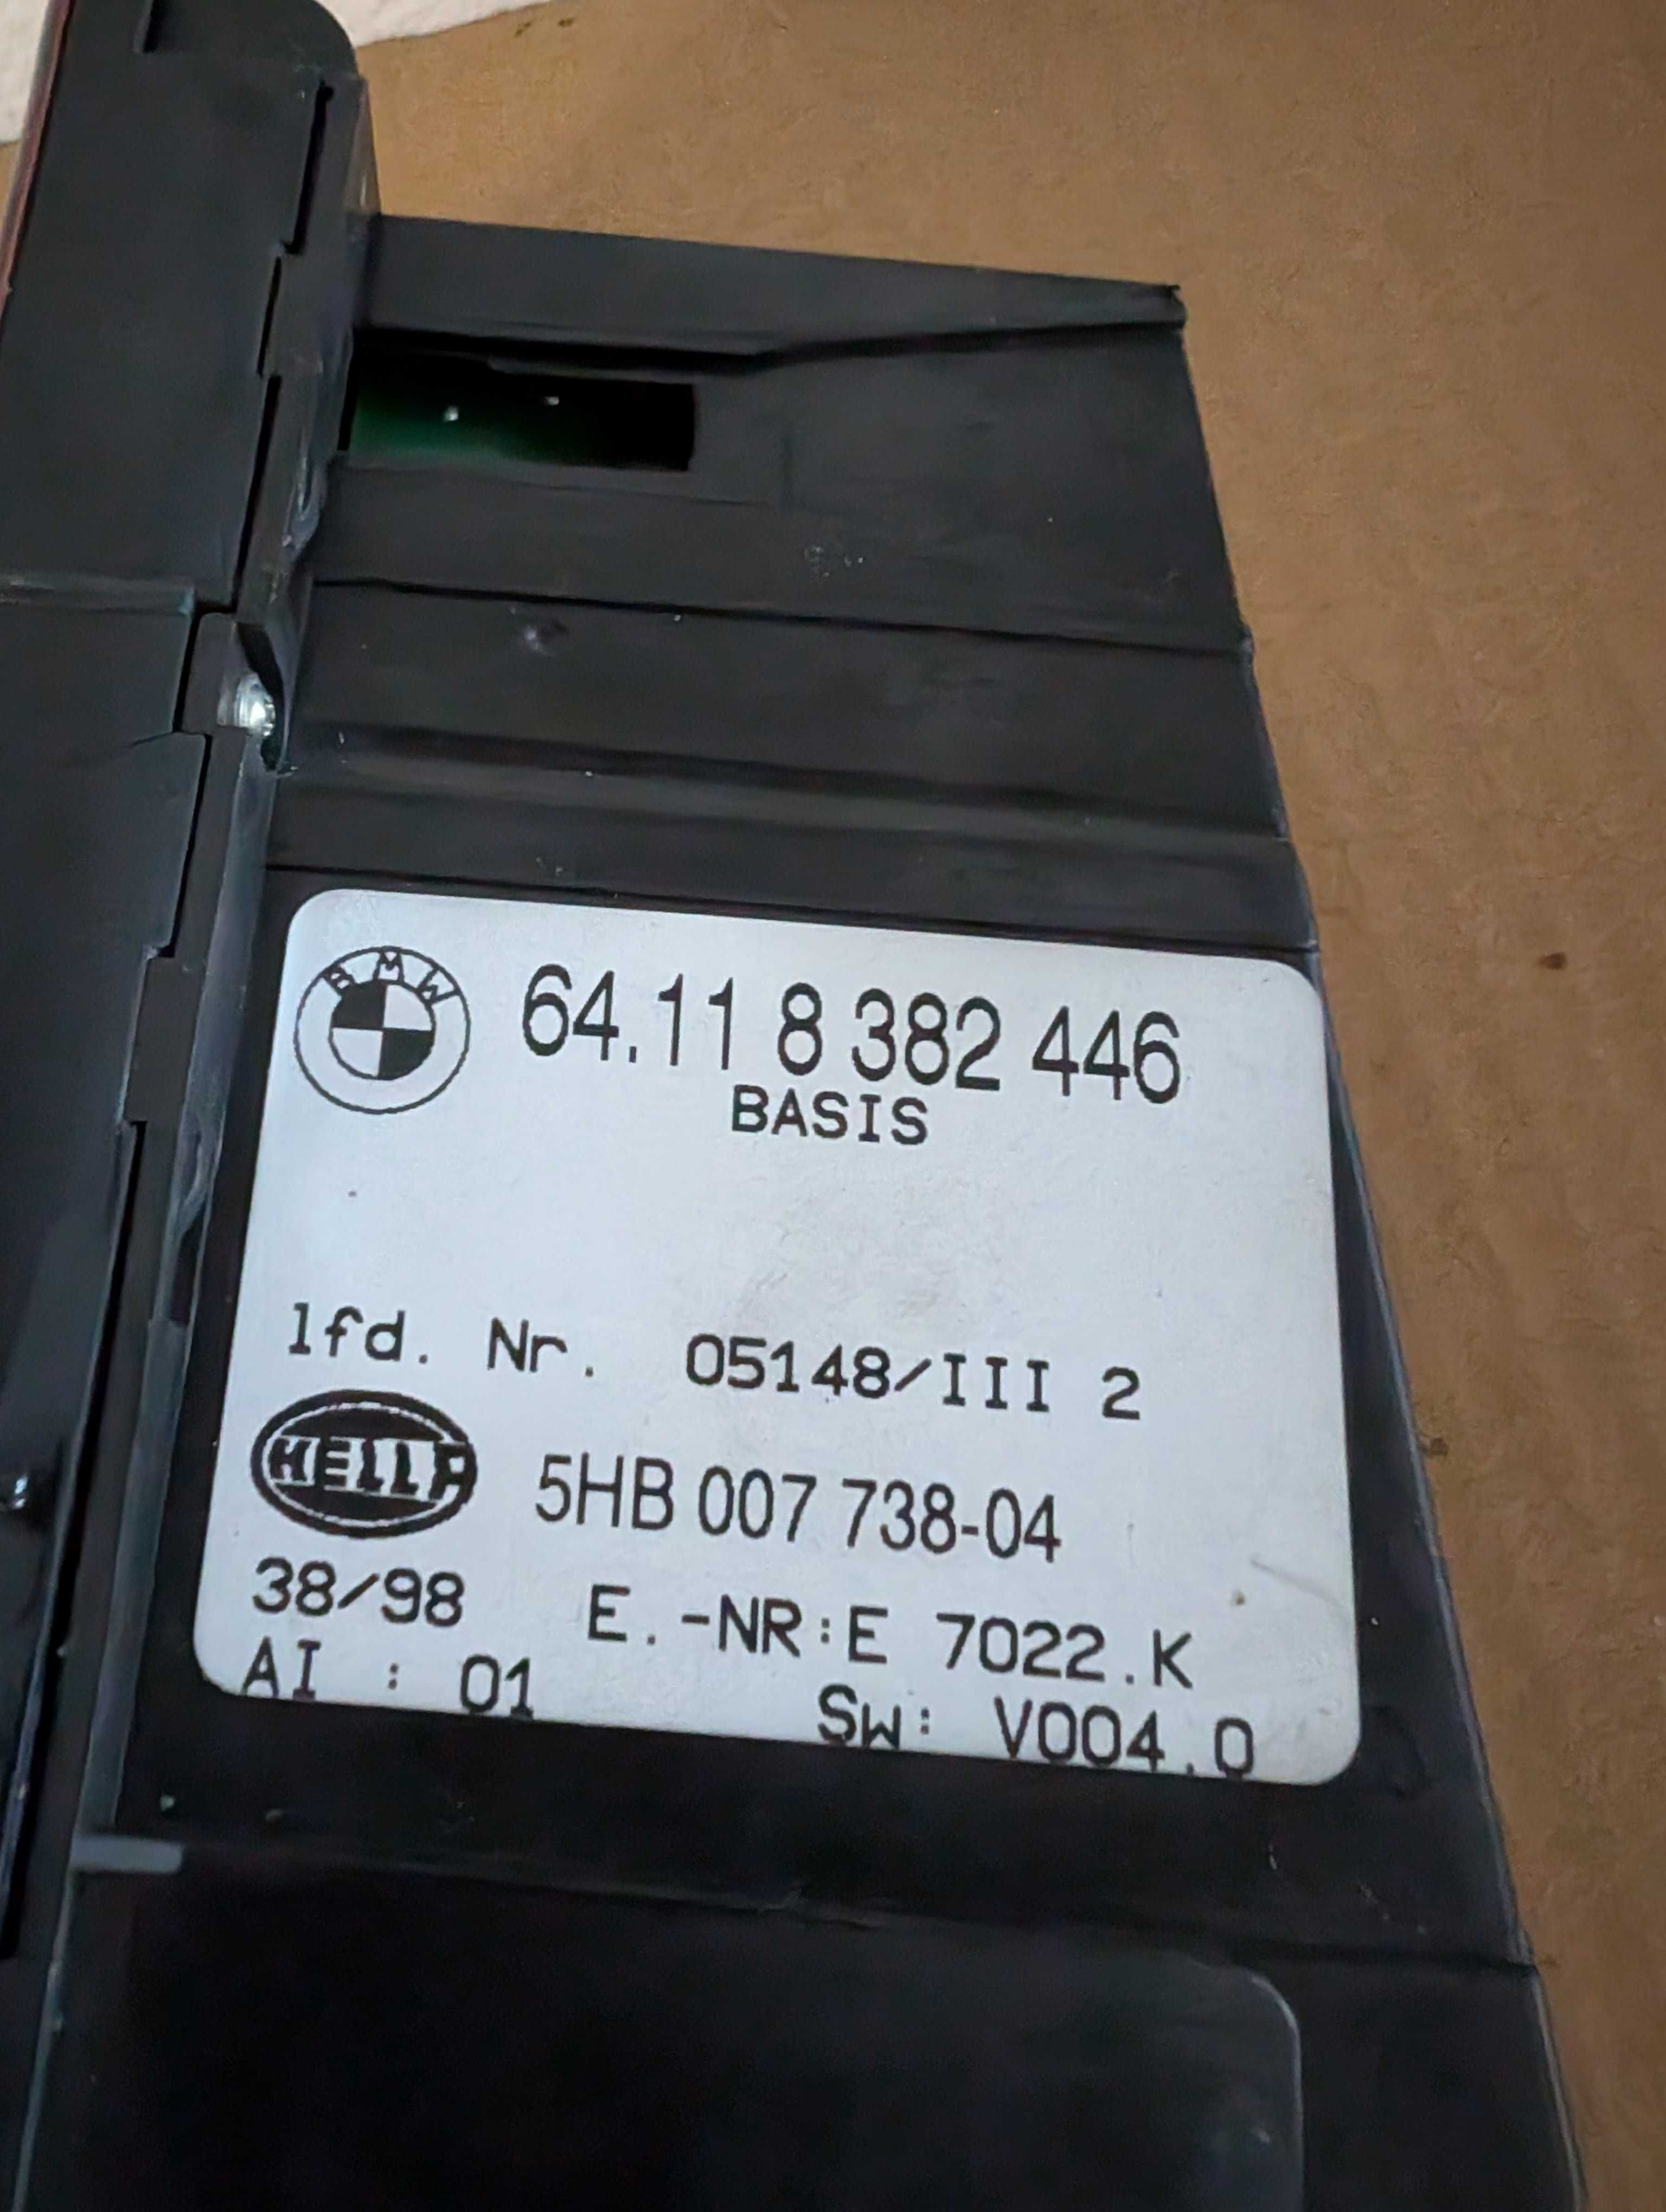 BMW
64.11 8 382 446
BASIS
lfd. Nr. 05148/III 2
HELLA
5HB 007 738-04
38/98 E.-NR:E 7022.K
AI : 01
SW: V004.0